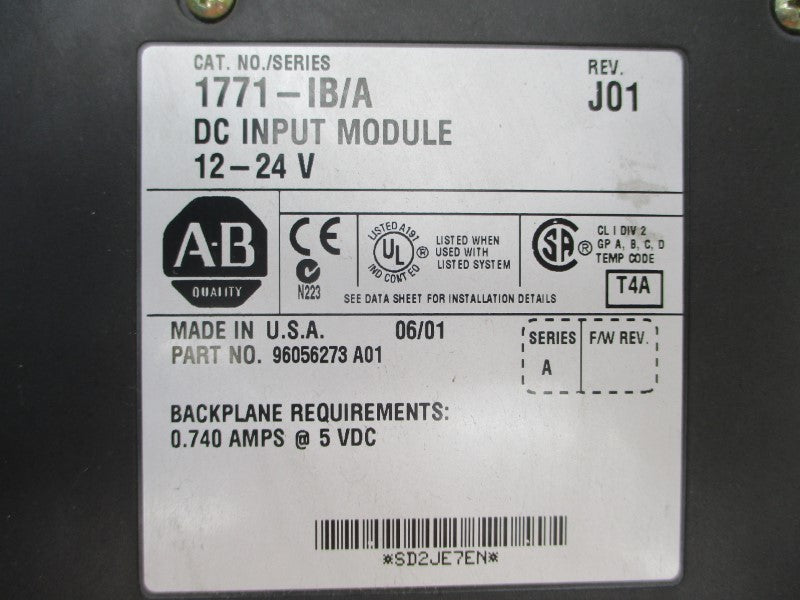 CAT. NO./SERIES
1771-IB/A
DC INPUT MODULE
12-24 V
REV.
J01
A-B
QUALITY
CE
N223
LISTED A197
UL
IND CONT EQ
®
LISTED WHEN
USED WITH
LISTED SYSTEM
SA
®
CL I DIV 2
GP A, B, C, D
TEMP CODE
T4A
SEE DATA SHEET FOR INSTALLATION DETAILS
MADE IN U.S.A. 06/01
PART NO. 96056273 A01
SERIES
A
F/W REV.
BACKPLANE REQUIREMENTS:
0.740 AMPS @ 5 VDC
*SD2JE7EN*